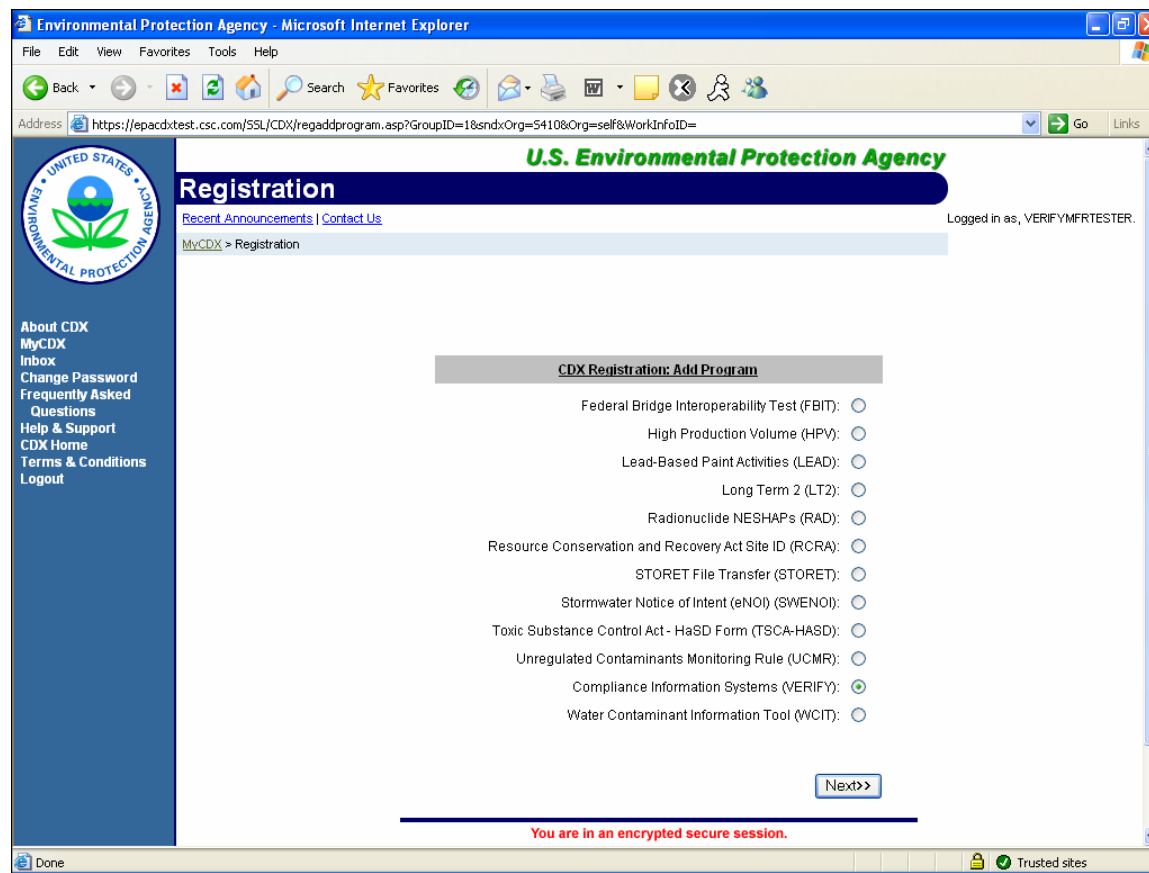 Environmental Protection Agency - Microsoft Internet Explorer
File Edit View Favorites Tools Help
Back Search Favorites
Address https://epacdxtest.csc.com/SSL/CDX/regaddprogram.asp?GroupID=1&sndxOrg=5410&Org=self&WorkInfoID= Go Links
UNITED STATES ENVIRONMENTAL PROTECTION AGENCY
U.S. Environmental Protection Agency
Registration
Recent Announcements | Contact Us
Logged in as, VERIFYMFRTESTER.
MyCDX > Registration
About CDX
MyCDX
Inbox
Change Password
Frequently Asked
Questions
Help & Support
CDX Home
Terms & Conditions
Logout
CDX Registration: Add Program
Federal Bridge Interoperability Test (FBIT):
High Production Volume (HPV):
Lead-Based Paint Activities (LEAD):
Long Term 2 (LT2):
Radionuclide NESHAPs (RAD):
Resource Conservation and Recovery Act Site ID (RCRA):
STORET File Transfer (STORET):
Stormwater Notice of Intent (eNOI) (SWENOI):
Toxic Substance Control Act - HaSD Form (TSCA-HASD):
Unregulated Contaminants Monitoring Rule (UCMR):
Compliance Information Systems (VERIFY):
Water Contaminant Information Tool (WCIT):
Next>>
You are in an encrypted secure session.
Done Trusted sites